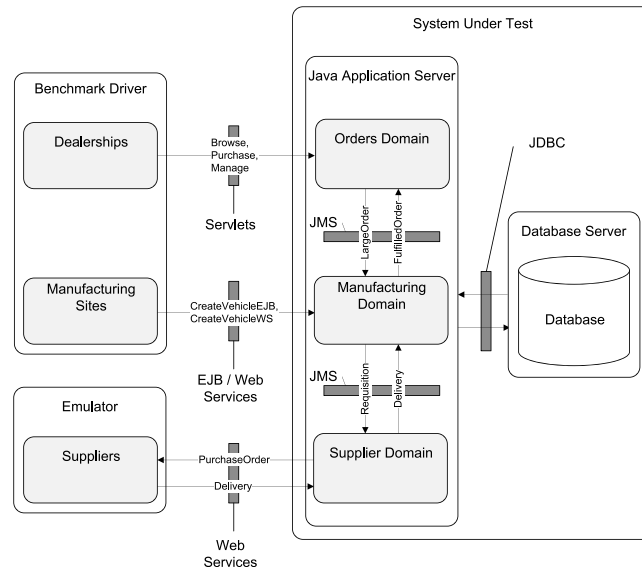 System Under Test
Java Application Server
Benchmark Driver
Dealerships
Browse,
Purchase,
Manage
Orders Domain
JDBC
Servlets
JMS
LargeOrder
FulfilledOrder
Database Server
Manufacturing
Sites
CreateVehicleEJB,
CreateVehicleWS
Manufacturing
Domain
Database
EJB / Web
Services
JMS
Requisition
Delivery
Emulator
Suppliers
PurchaseOrder
Delivery
Supplier Domain
Web
Services